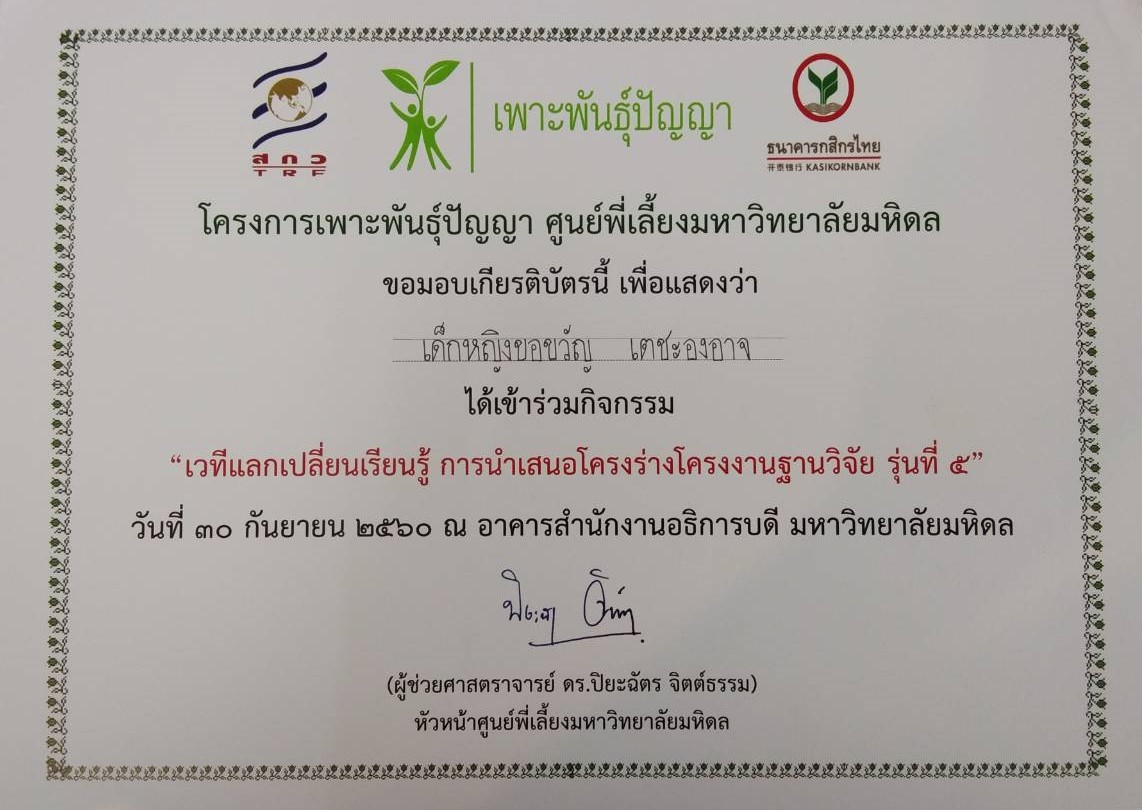 สกว
TRF
เพาะพันธุ์ปัญญา
ธนาคารกสิกรไทย
开泰银行 KASIKORNBANK
โครงการเพาะพันธุ์ปัญญา ศูนย์พี่เลี้ยงมหาวิทยาลัยมหิดล
ขอมอบเกียรติบัตรนี้ เพื่อแสดงว่า
เด็กหญิงขอขวัญ เตชะองอาจ
ได้เข้าร่วมกิจกรรม
“เวทีแลกเปลี่ยนเรียนรู้ การนำเสนอโครงร่างโครงงานฐานวิจัย รุ่นที่ ๕”
วันที่ ๓๐ กันยายน ๒๕๖๐ ณ อาคารสำนักงานอธิการบดี มหาวิทยาลัยมหิดล
(ผู้ช่วยศาสตราจารย์ ดร.ปิยะฉัตร จิตต์ธรรม)
หัวหน้าศูนย์พี่เลี้ยงมหาวิทยาลัยมหิดล